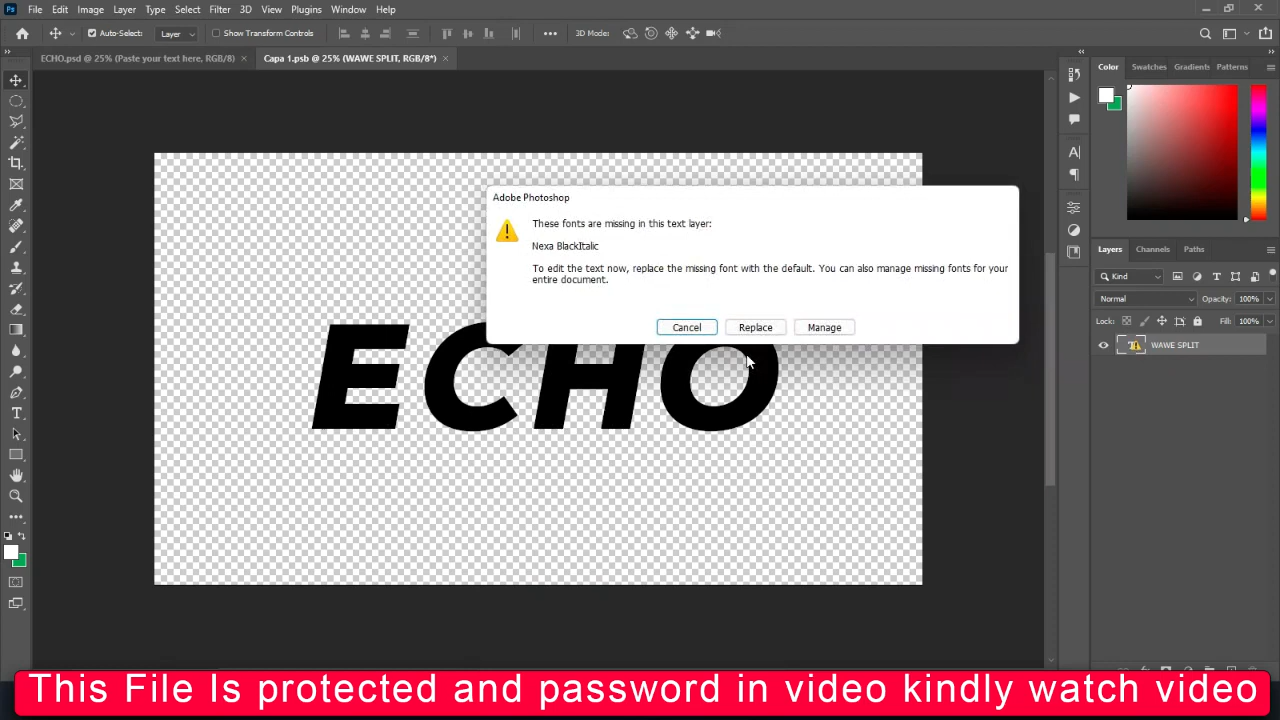 Ps File Edit Image Layer Type Select Filter 3D View Plugins Window Help
Auto-Select: Layer Show Transform Controls 3D Mode:
ECHO.psd @ 25% (Paste your text here, RGB/8) Capa 1.psb @ 25% (WAWE SPLIT, RGB/8*)
Color Swatches Gradients Patterns
Adobe Photoshop
These fonts are missing in this text layer:
Nexa BlackItalic
To edit the text now, replace the missing font with the default. You can also manage missing fonts for your
entire document.
Cancel Replace Manage
ECHO
Layers Channels Paths
Kind
Normal Opacity: 100%
Lock: Fill: 100%
WAWE SPLIT
This File Is protected and password in video kindly watch video